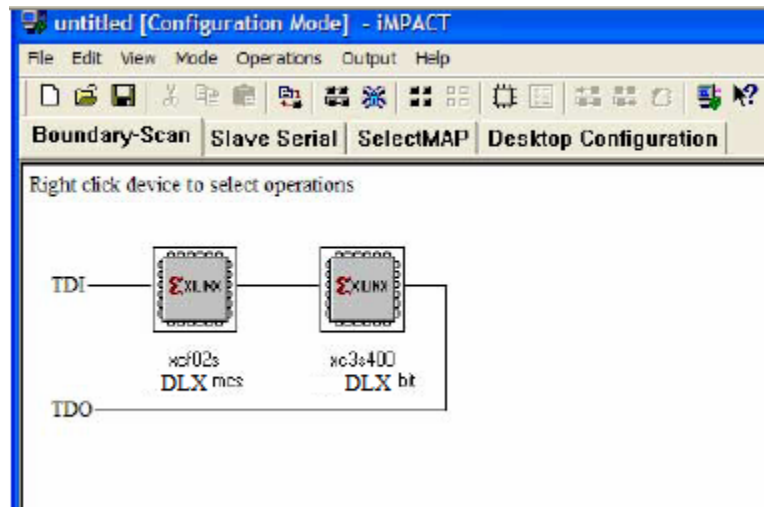 untitled [Configuration Mode] - iMPACT
File Edit View Mode Operations Output Help
Boundary-Scan Slave Serial SelectMAP Desktop Configuration
Right click device to select operations
TDI XILINX XILINX
xcf02s xc3s400
DLX mcs DLX bit
TDO